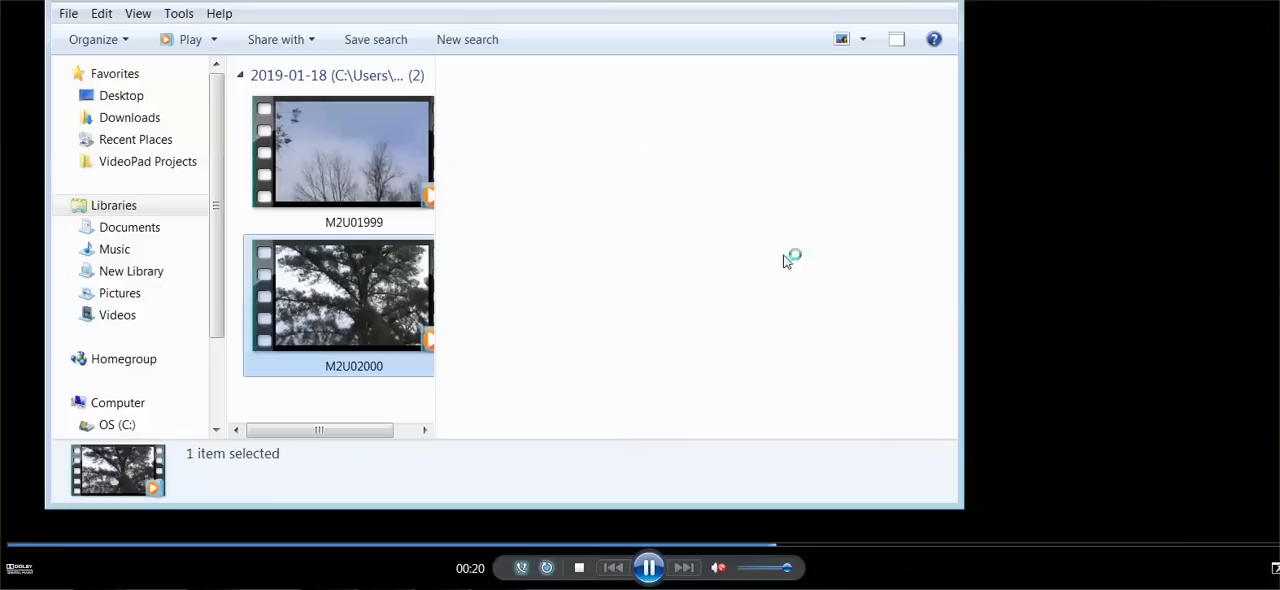 File Edit View Tools Help
Organize Play Share with Save search New search
Favorites
Desktop
Downloads
Recent Places
VideoPad Projects
Libraries
Documents
Music
New Library
Pictures
Videos
Homegroup
Computer
OS (C:)
2019-01-18 (C:\Users\... (2)
M2U01999
M2U02000
1 item selected
DOLBY
00:20